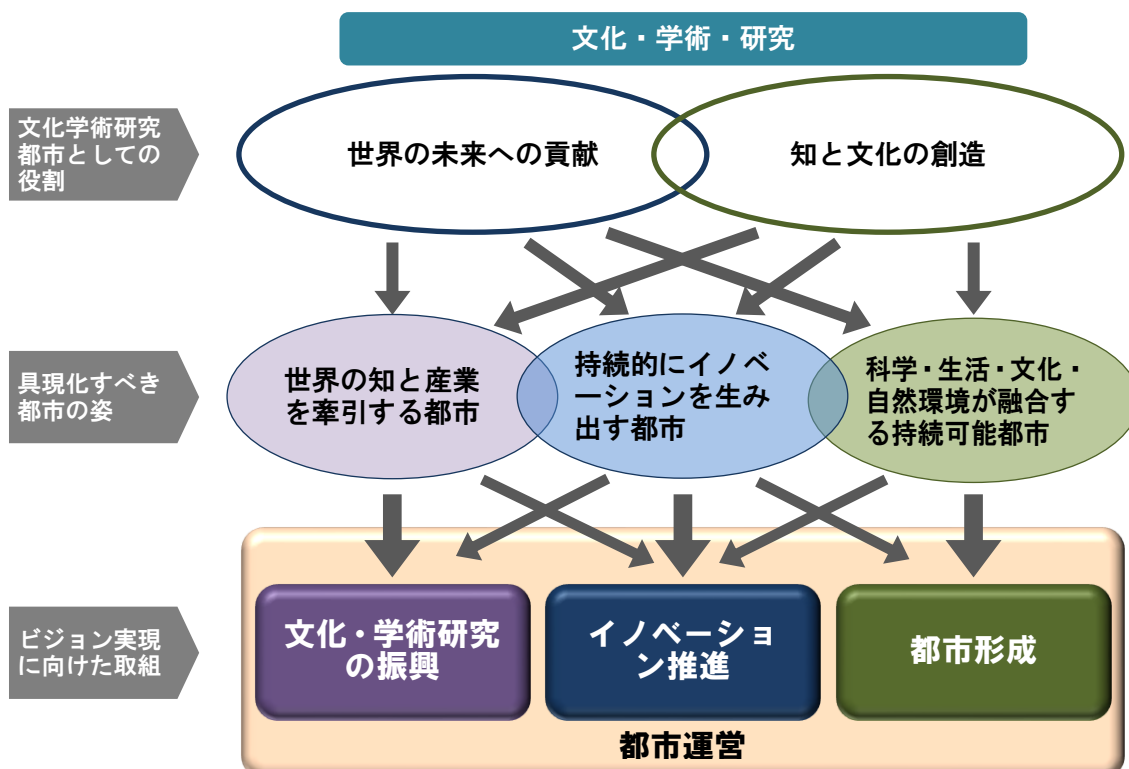 文化・学術・研究
文化学術研究
都市としての
役割
世界の未来への貢献
知と文化の創造
具現化すべき
都市の姿
世界の知と産業
を牽引する都市
持続的にイノベ
ーションを生み
出す都市
科学・生活・文化・
自然環境が融合す
る持続可能都市
ビジョン実現
に向けた取組
文化・学術研究
の振興
イノベーショ
ン推進
都市形成
都市運営